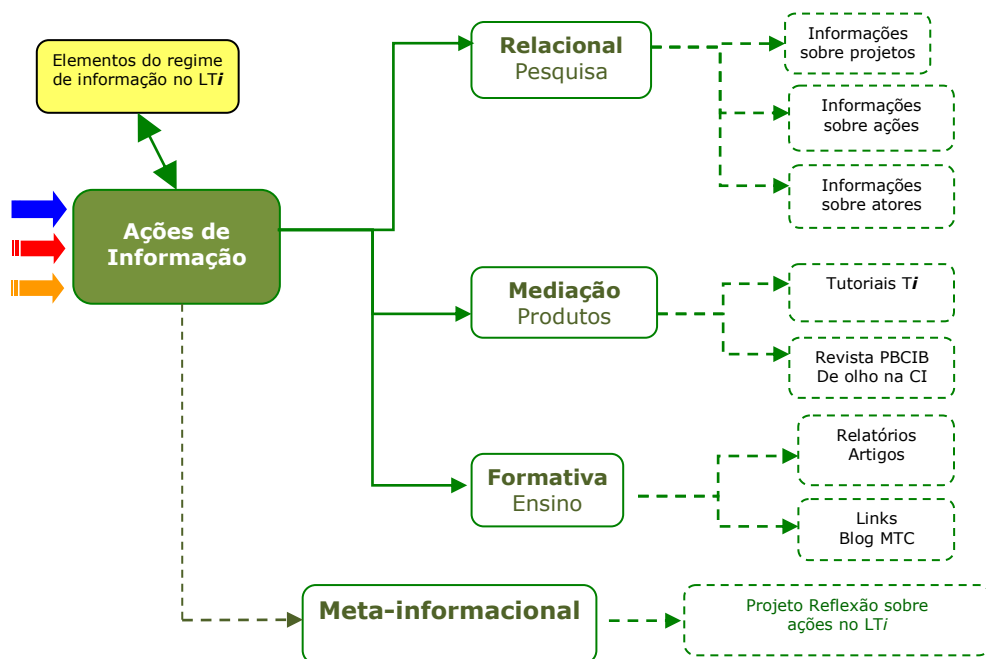 Elementos do regime
de informação no LTi
Ações de
Informação
Relacional
Pesquisa
Informações
sobre projetos
Informações
sobre ações
Informações
sobre atores
Mediação
Produtos
Tutoriais Ti
Revista PBCIB
De olho na CI
Formativa
Ensino
Relatórios
Artigos
Links
Blog MTC
Meta-informacional
Projeto Reflexão sobre
ações no LTi